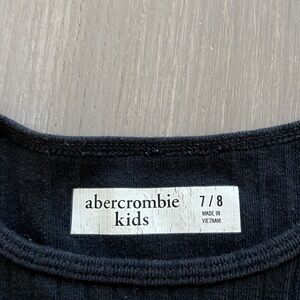 abercrombie
kids
7 / 8
MADE IN
VIETNAM